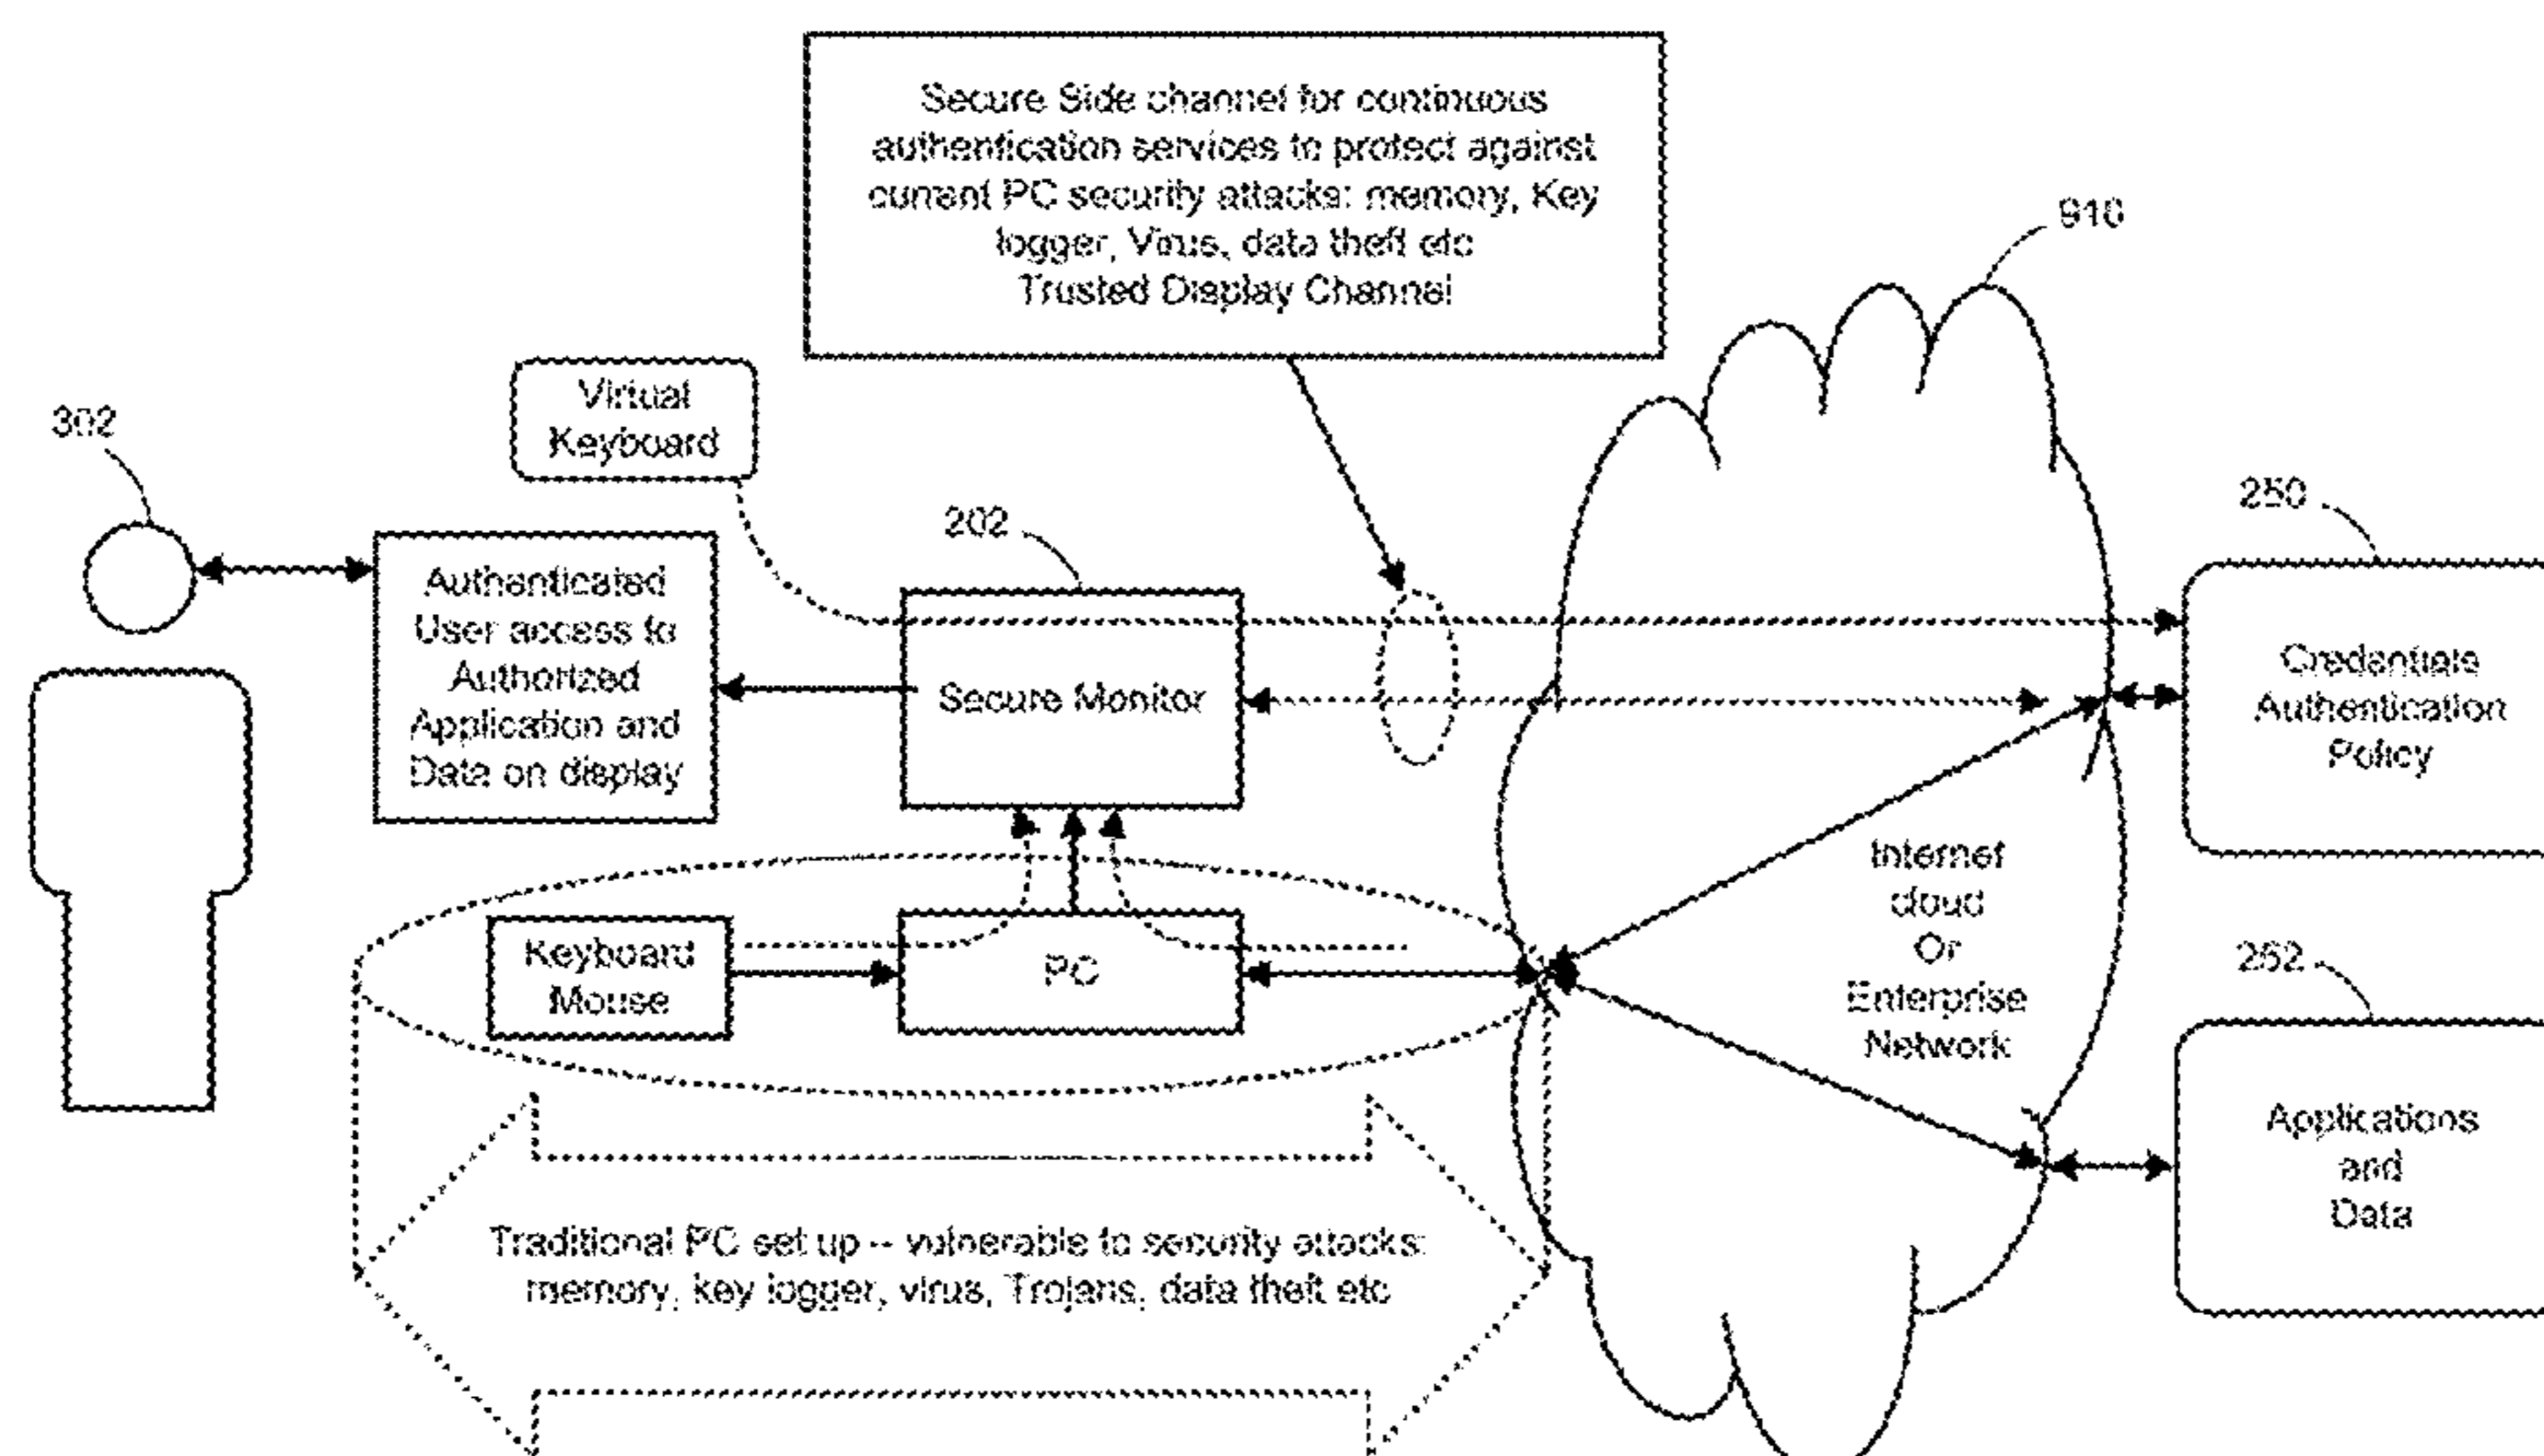 Secure Side channel for continuous
authentication services to protect against
current PC security attacks: memory, Key
logger, Virus, data theft etc
Trusted Display Channel
910
Virtual
Keyboard
302
202
250
Authenticated
User access to
Authorized
Application and
Data on display
Secure Monitor
Credentials
Authentication
Policy
Internet
cloud
Or
Enterprise
Network
Keyboard
Mouse
PC
252
Applications
and
Data
Traditional PC set up -- vulnerable to security attacks:
memory, key logger, virus, Trojans, data theft etc